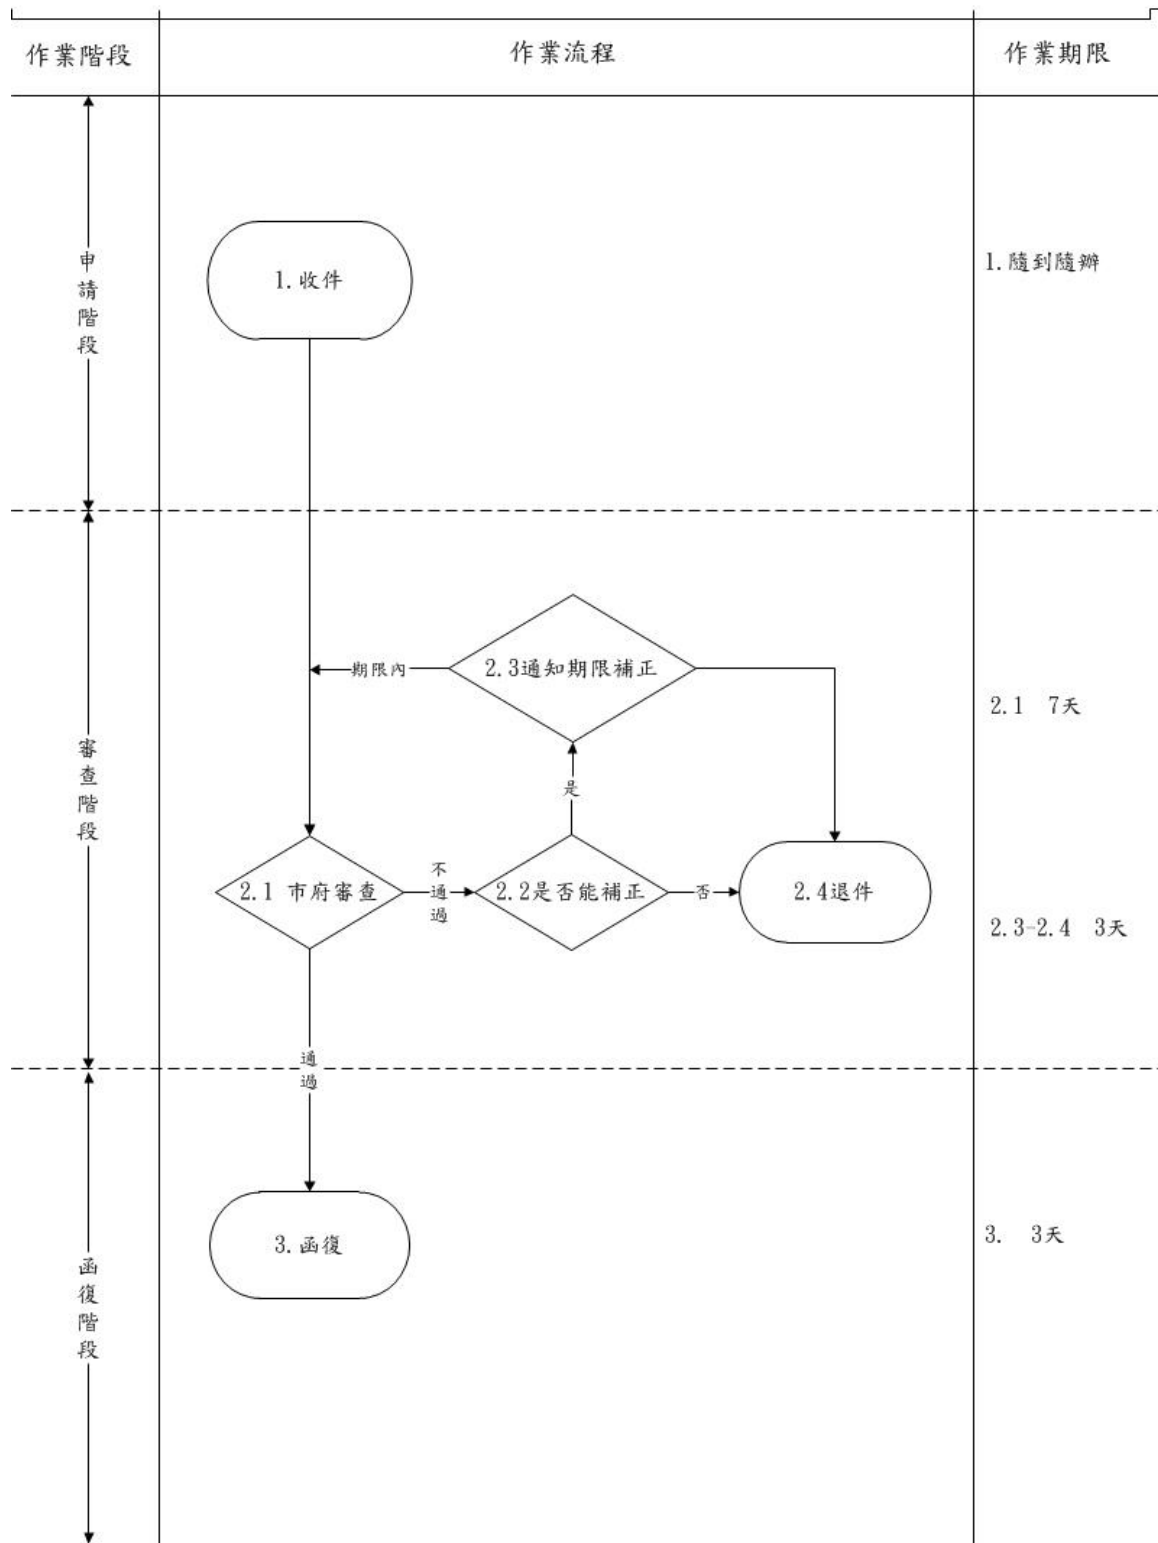 作業階段
作業流程
作業期限
申請階段
1.收件
1.隨到隨辦
審查階段
2.3通知期限補正
期限內
2.1 7天
是
2.1 市府審查
不通過
2.2是否能補正
否
2.4退件
2.3-2.4 3天
通過
函復階段
3.函復
3. 3天